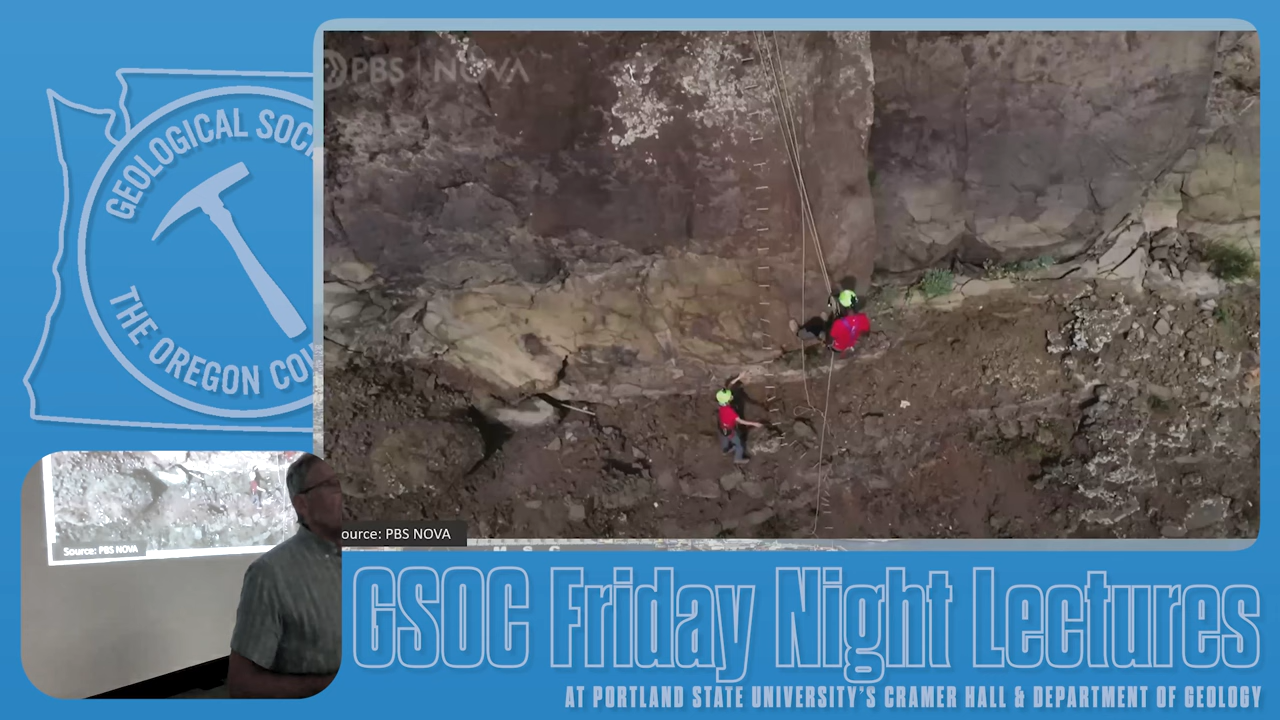 PBS | NOVA
GEOLOGICAL SOC
THE OREGON COU
Source: PBS NOVA
ource: PBS NOVA
GSOC Friday Night Lectures
AT PORTLAND STATE UNIVERSITY'S CRAMER HALL & DEPARTMENT OF GEOLOGY